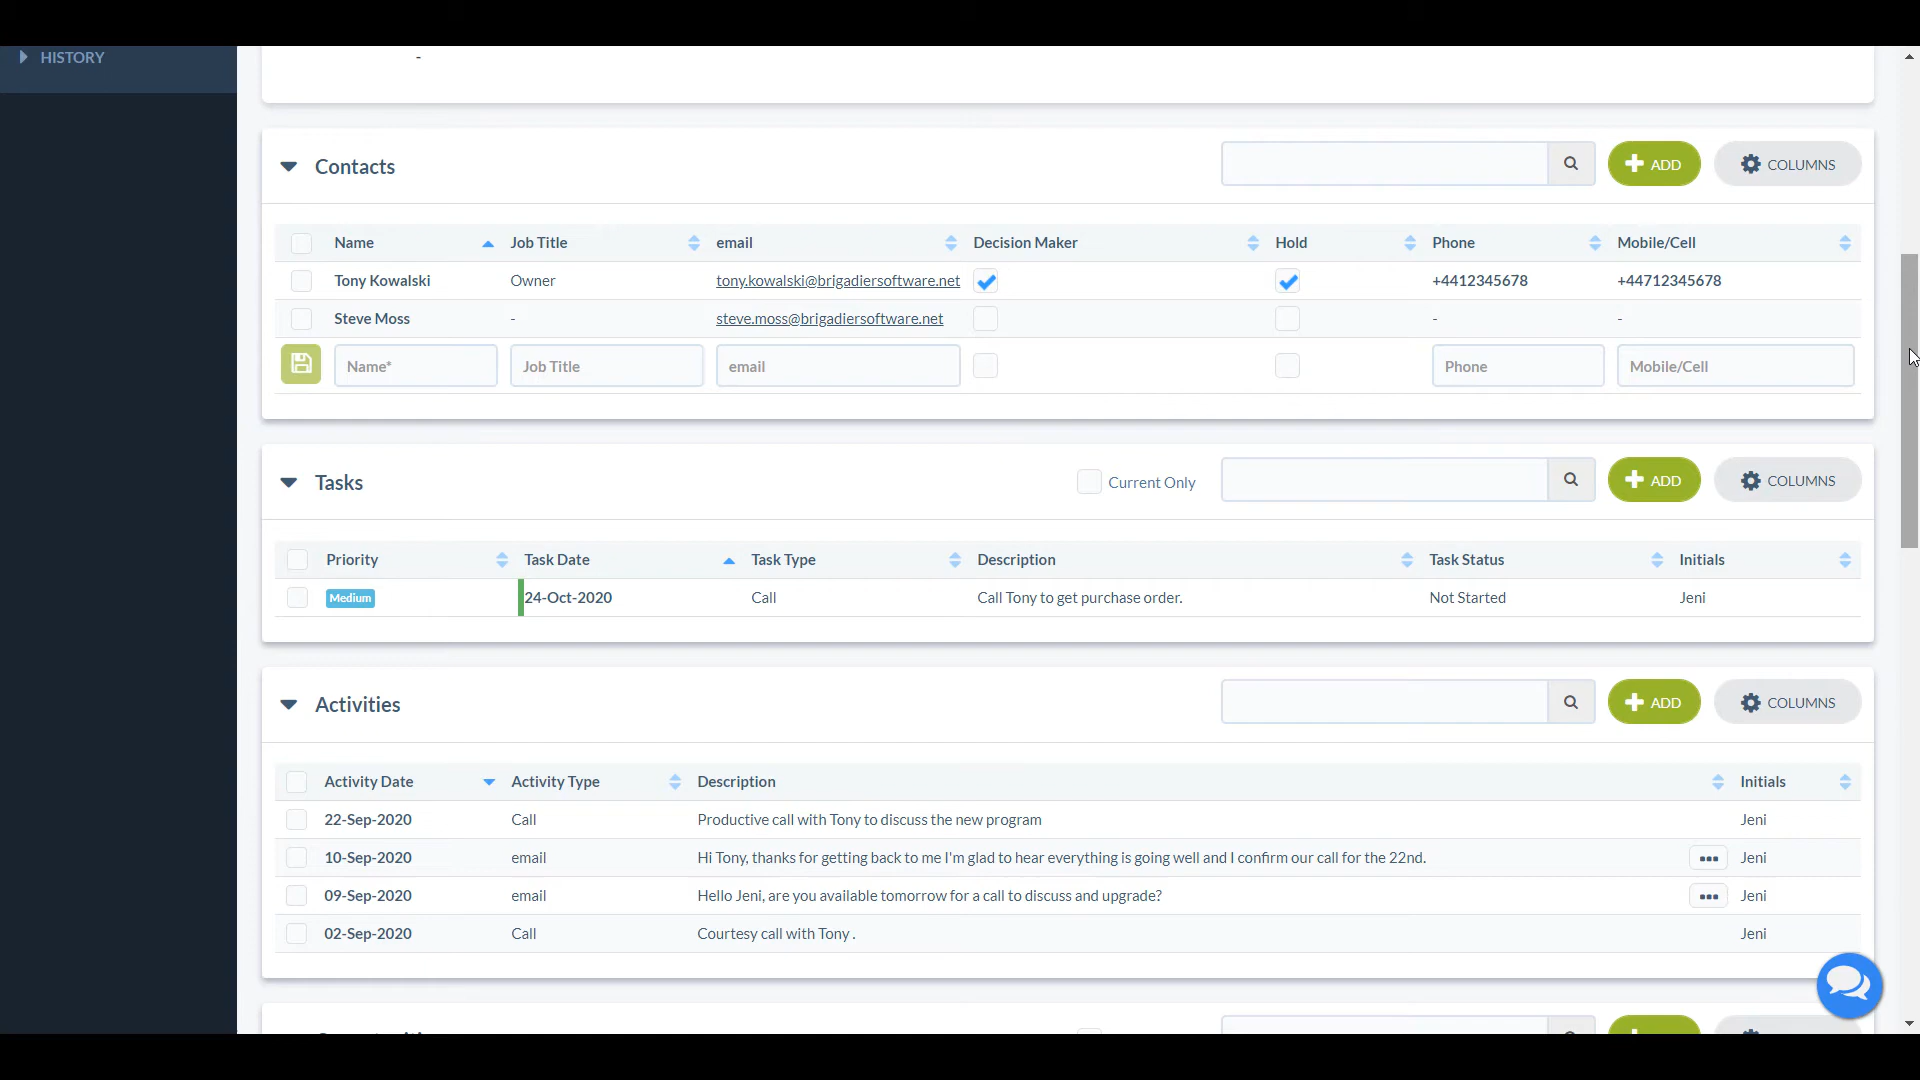 HISTORY
-
Contacts
ADD
COLUMNS
Name Job Title email Decision Maker Hold Phone Mobile/Cell
Tony Kowalski Owner tony.kowalski@brigadiersoftware.net +4412345678 +44712345678
Steve Moss - steve.moss@brigadiersoftware.net - -
Name* Job Title email Phone Mobile/Cell
Tasks
Current Only
ADD
COLUMNS
Priority Task Date Task Type Description Task Status Initials
Medium 24-Oct-2020 Call Call Tony to get purchase order. Not Started Jeni
Activities
ADD
COLUMNS
Activity Date Activity Type Description Initials
22-Sep-2020 Call Productive call with Tony to discuss the new program Jeni
10-Sep-2020 email Hi Tony, thanks for getting back to me I'm glad to hear everything is going well and I confirm our call for the 22nd. Jeni
09-Sep-2020 email Hello Jeni, are you available tomorrow for a call to discuss and upgrade? Jeni
02-Sep-2020 Call Courtesy call with Tony . Jeni